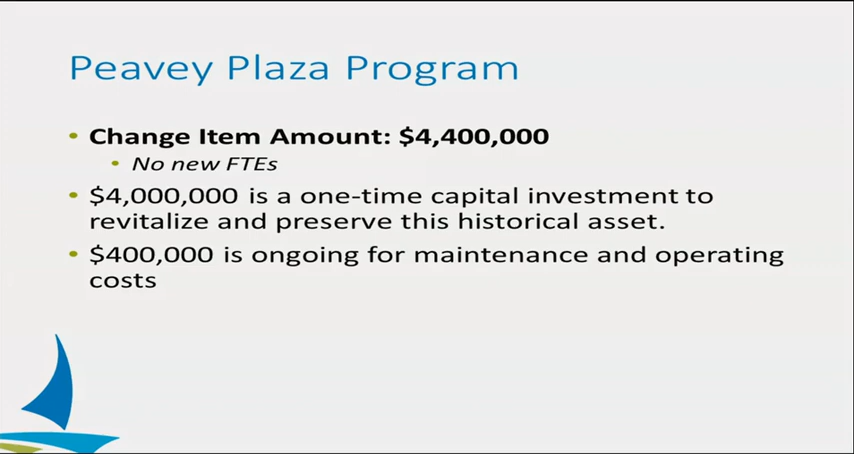 Peavey Plaza Program
• Change Item Amount: $4,400,000
• No new FTEs
• $4,000,000 is a one-time capital investment to
revitalize and preserve this historical asset.
• $400,000 is ongoing for maintenance and operating
costs